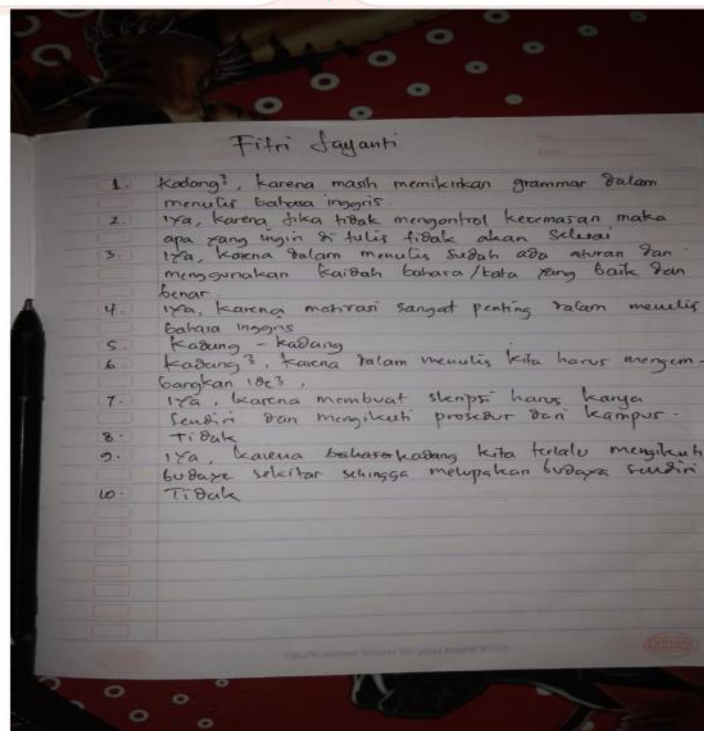 Fitri Jayanti
1. Kadang², karena masih memikirkan grammar dalam
menulis bahasa inggris
2. iya, karena jika tidak mengontrol kecemasan maka
apa yang ingin di tulis tidak akan selesai
3. iya, karena dalam menulis sudah ada aturan dan
menggunakan kaidah bahasa/kata yang baik dan
benar.
4. iya, karena motivasi sangat penting dalam menulis
bahasa inggris
5. Kadang - kadang
6. Kadang², karena dalam menulis kita harus mengem-
bangkan ide²,
7. iya, karena membuat skripsi harus karya
sendiri dan mengikuti prosedur dari kampus.
8. Tidak
9. iya, karena kadang kita terlalu mengikuti
budaya sekitar sehingga melupakan budaya sendiri
10. Tidak